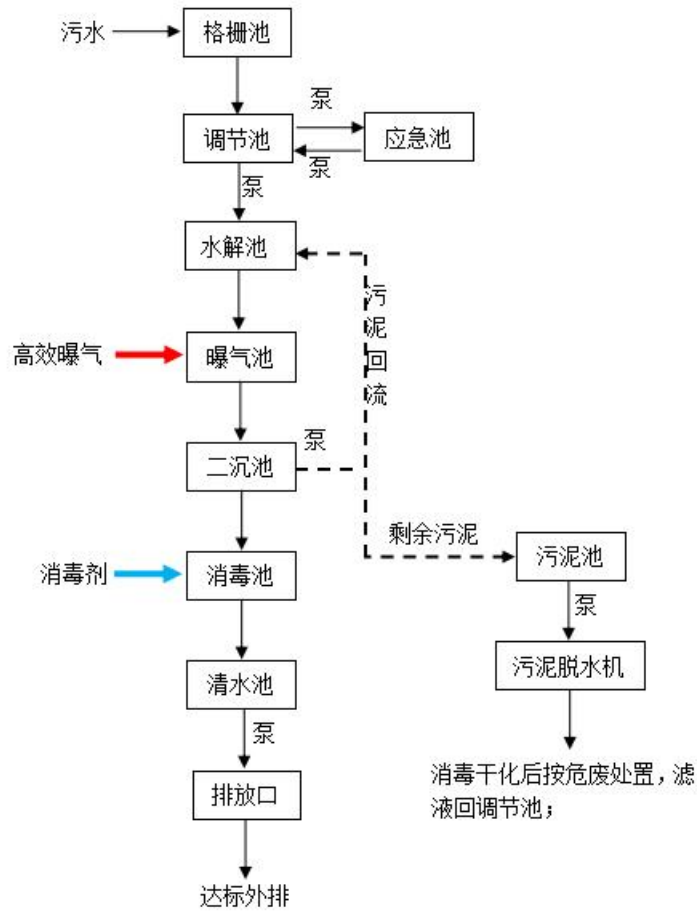 污水
格栅池
泵
调节池
应急池
泵
泵
水解池
污泥回流
高效曝气
曝气池
泵
二沉池
剩余污泥
污泥池
消毒剂
消毒池
泵
污泥脱水机
清水池
泵
消毒干化后按危废处置，滤
液回调节池；
排放口
达标外排